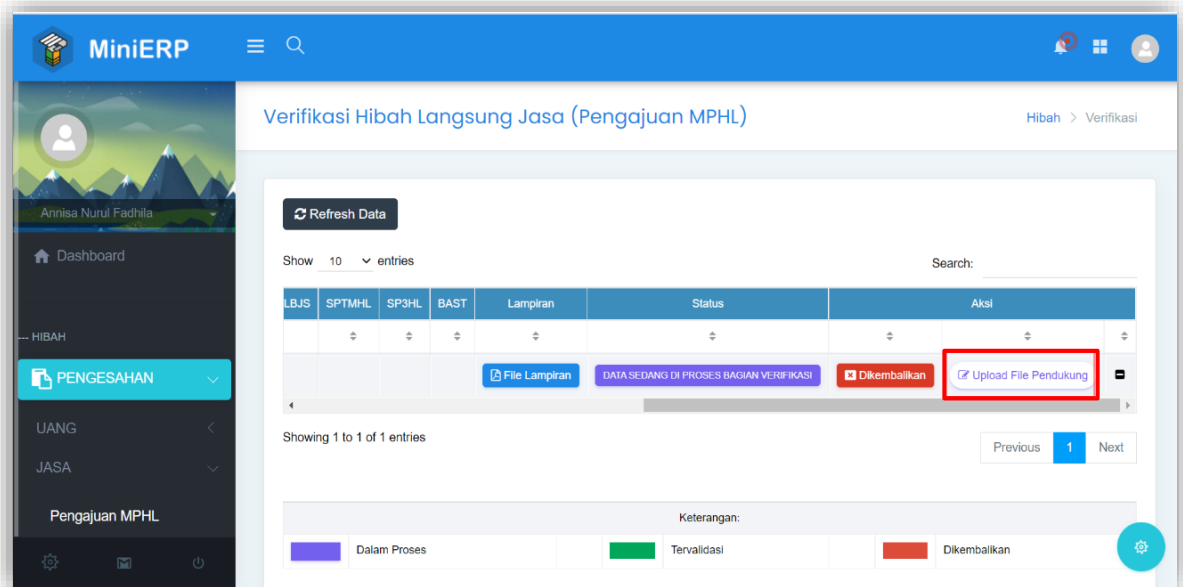 MiniERP
Verifikasi Hibah Langsung Jasa (Pengajuan MPHL)
Hibah > Verifikasi
Annisa Nurul Fadhila
Dashboard
--- HIBAH
PENGESAHAN
UANG
JASA
Pengajuan MPHL
Refresh Data
Show 10 entries
Search:
LBJS SPTMHL SP3HL BAST Lampiran Status Aksi
File Lampiran DATA SEDANG DI PROSES BAGIAN VERIFIKASI Dikembalikan Upload File Pendukung
Showing 1 to 1 of 1 entries
Previous 1 Next
Keterangan:
Dalam Proses Tervalidasi Dikembalikan